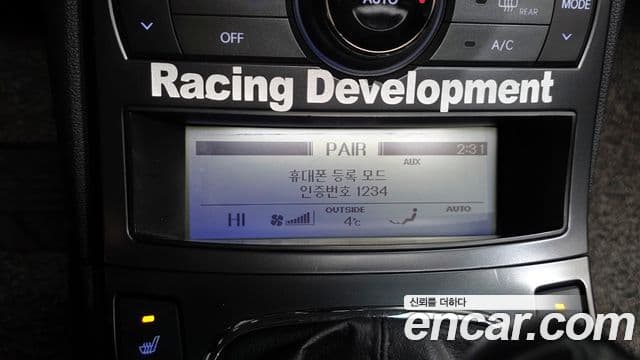 AUTO
REAR
MODE
OFF
A/C
Racing Development
PAIR
2:31
AUX
휴대폰 등록 모드
인증번호 1234
HI
OUTSIDE
4℃
AUTO
신뢰를 더하다
encar.com